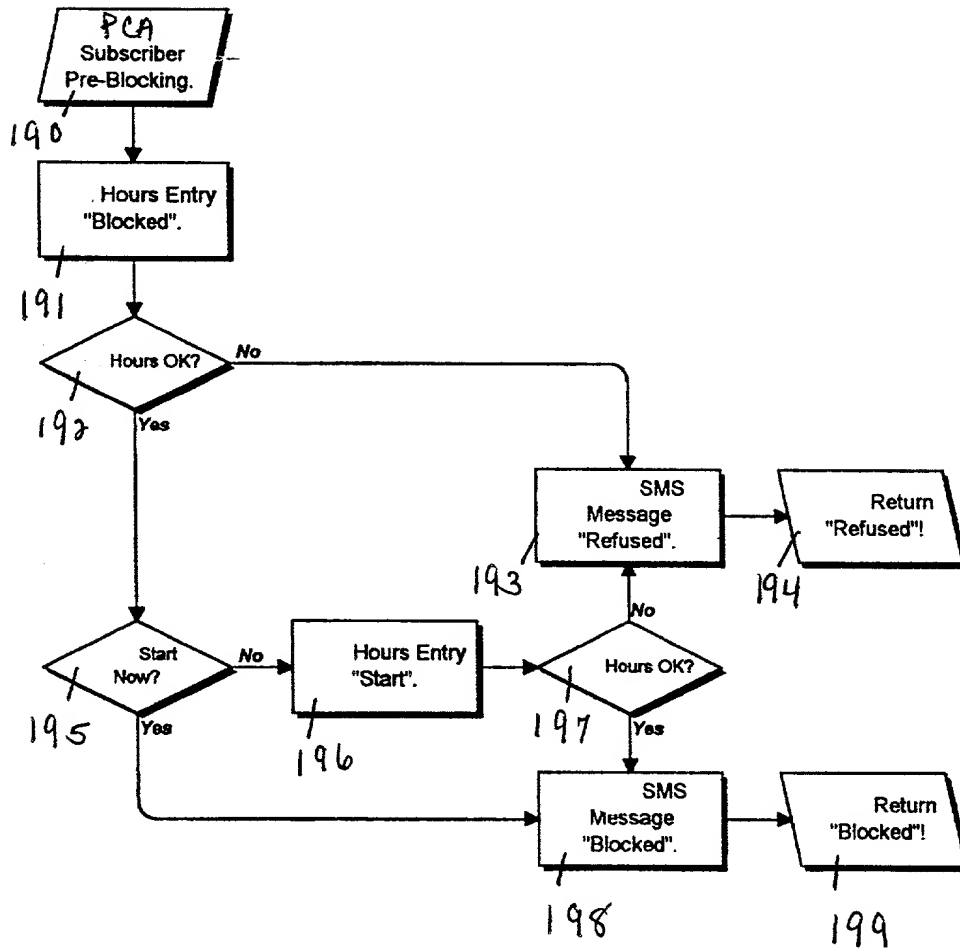 PCA
Subscriber
Pre-Blocking.
190
. Hours Entry
"Blocked".
191
Hours OK?
No
192
Yes
SMS
Message
"Refused".
193
Return
"Refused"!
194
Start
Now?
No
195
Yes
Hours Entry
"Start".
196
No
Hours OK?
197
Yes
SMS
Message
"Blocked".
198
Return
"Blocked"!
199